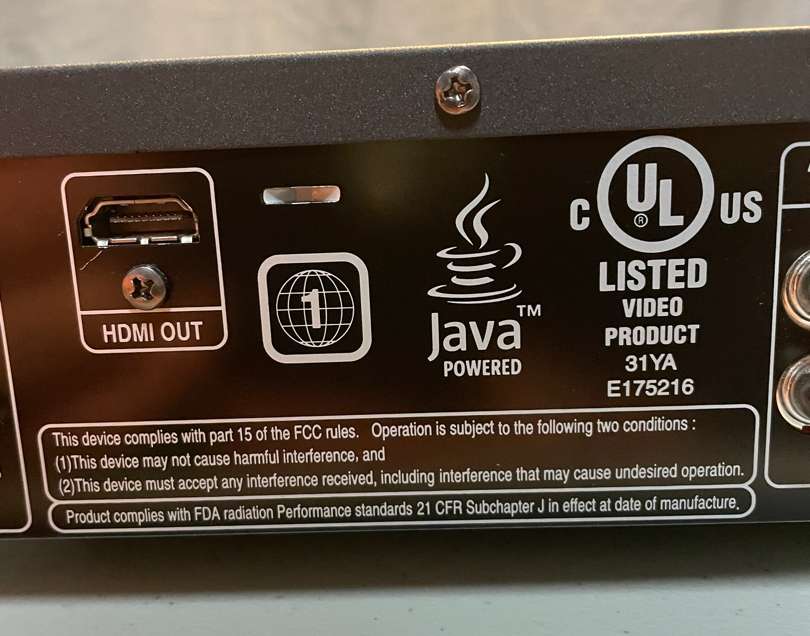 HDMI OUT
1
Java™
POWERED
C UL® US
LISTED
VIDEO
PRODUCT
31YA
E175216
This device complies with part 15 of the FCC rules. Operation is subject to the following two conditions :
(1)This device may not cause harmful interference, and
(2)This device must accept any interference received, including interference that may cause undesired operation.
Product complies with FDA radiation Performance standards 21 CFR Subchapter J in effect at date of manufacture.